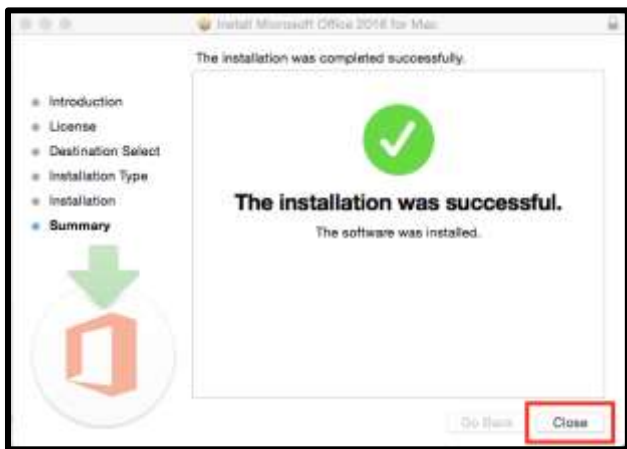 Install Microsoft Office 2016 for Mac
The installation was completed successfully.
Introduction
License
Destination Select
Installation Type
Installation
Summary
The installation was successful.
The software was installed.
Go Back
Close